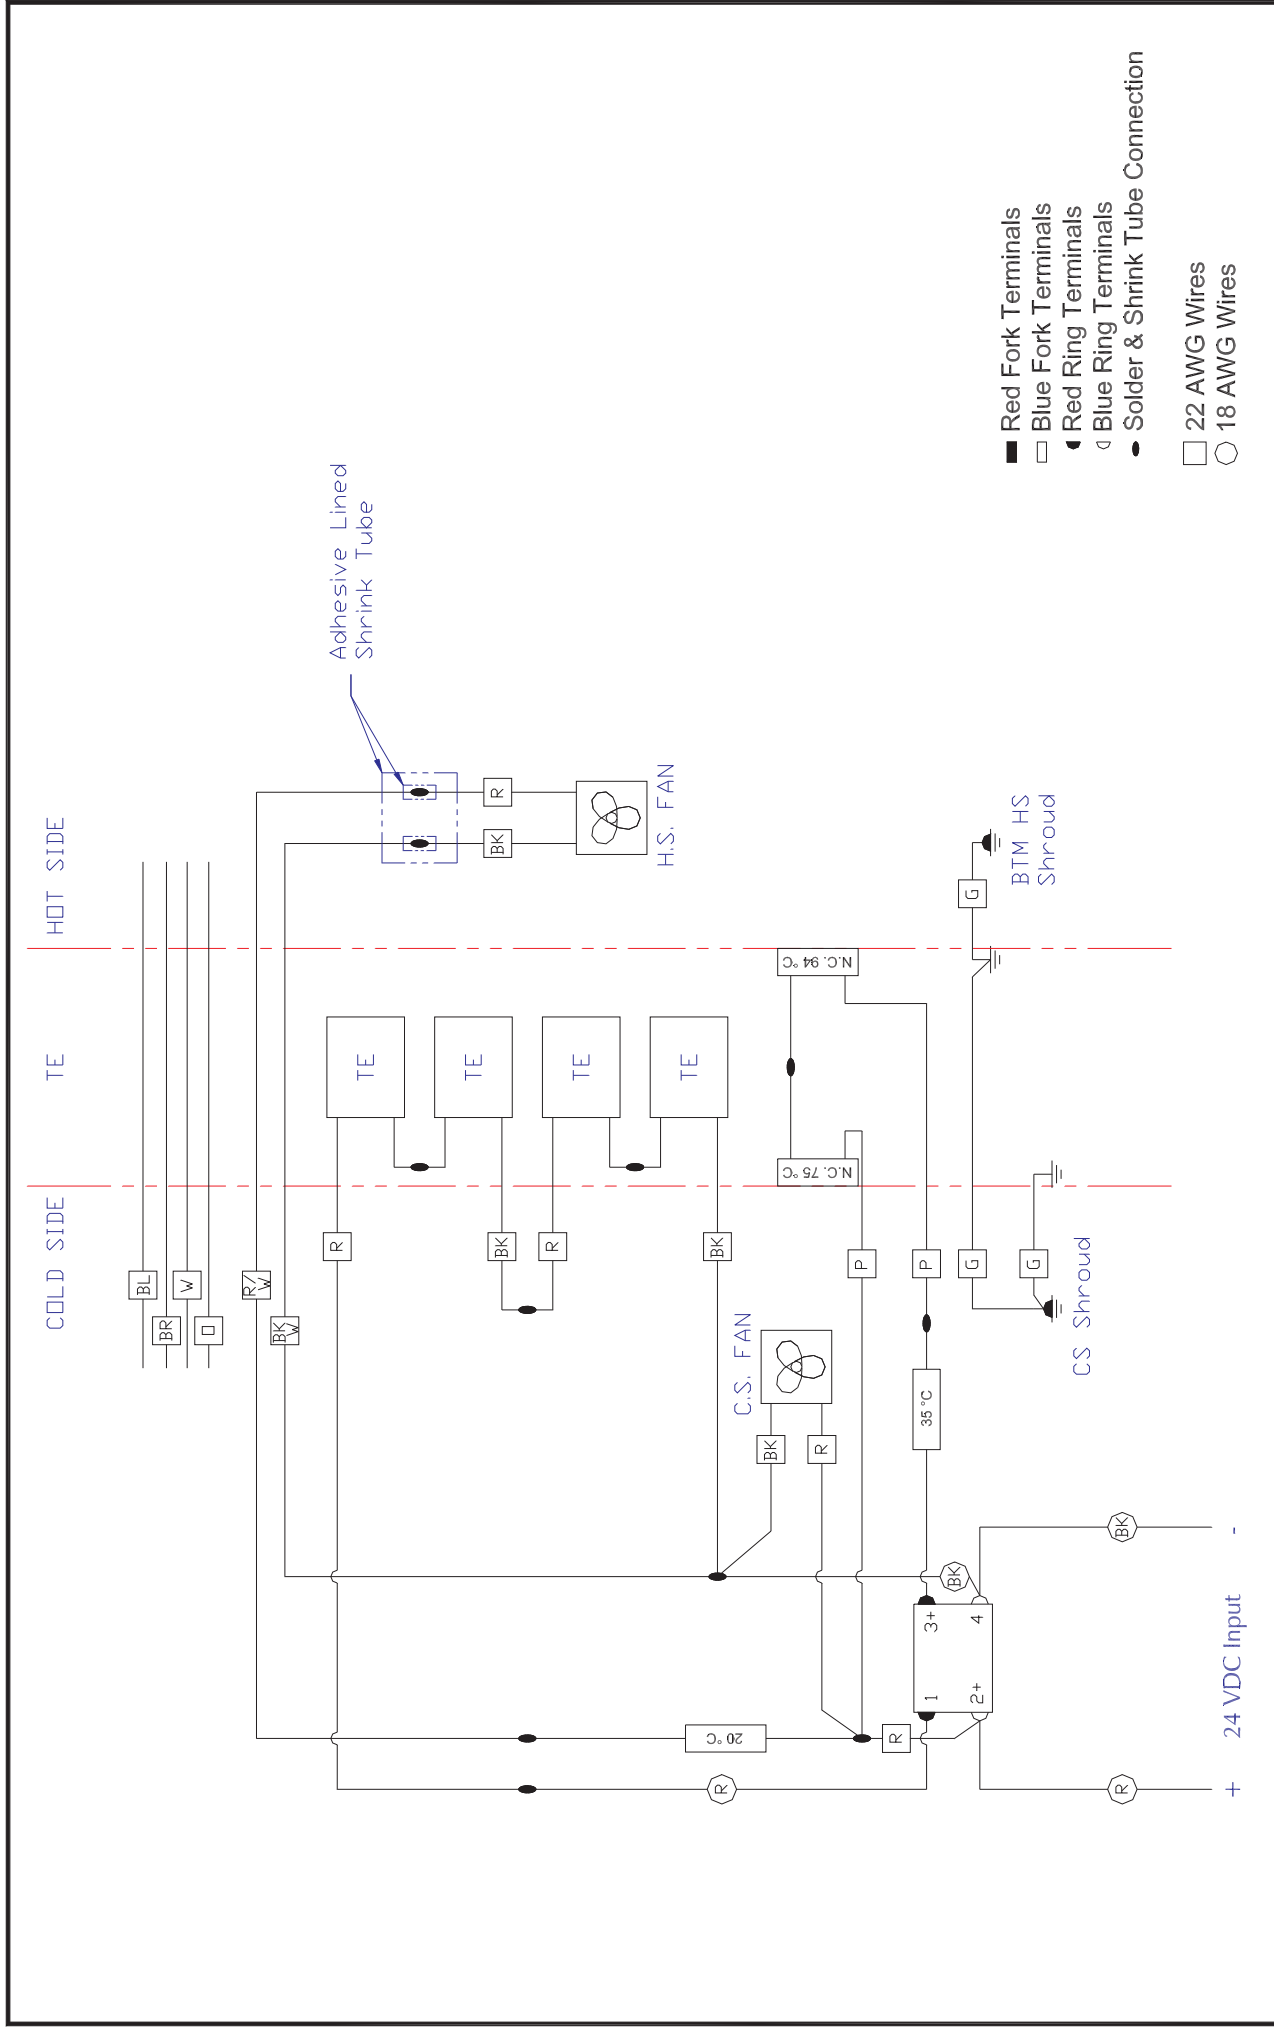 COLD SIDE
TE
HOT SIDE
BL
BR
W
O
R/W
BK
W
Adhesive Lined
Shrink Tube
R
BK
H.S. FAN
TE
TE
TE
TE
R
BK
R
BK
C.S. FAN
BK
R
N.C. 75 °C
N.C. 94 °C
P
P
35 °C
20 °C
G
G
G
CS Shroud
BTM HS
Shroud
R
R
BK
1
3+
2+
4
R
BK
+
24 VDC Input
-
Red Fork Terminals
Blue Fork Terminals
Red Ring Terminals
Blue Ring Terminals
Solder & Shrink Tube Connection
22 AWG Wires
18 AWG Wires